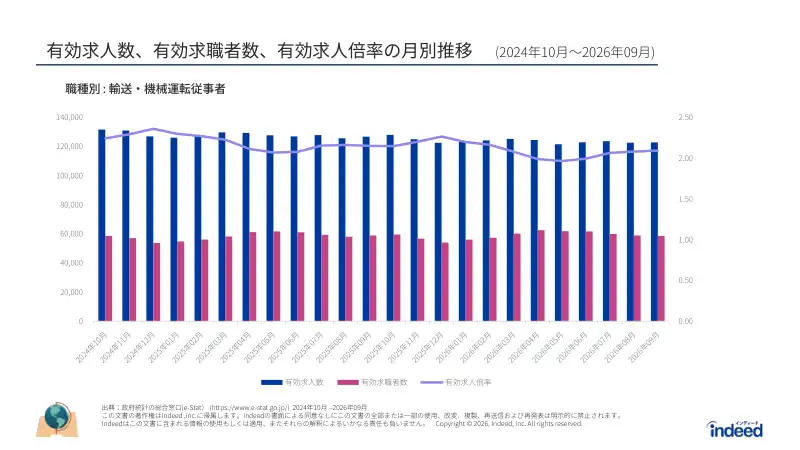 有効求人数、有効求職者数、有効求人倍率の月別推移 (2024年10月～2026年09月)
職種別 : 輸送・機械運転従事者
140,000 2.50
120,000 2.00
100,000
80,000 1.50
60,000 1.00
40,000 0.50
20,000
0 0.00
2024年10月 2024年11月 2024年12月 2025年01月 2025年02月 2025年03月 2025年04月 2025年05月 2025年06月 2025年07月 2025年08月 2025年09月 2025年10月 2025年11月 2025年12月 2026年01月 2026年02月 2026年03月 2026年04月 2026年05月 2026年06月 2026年07月 2026年08月 2026年09月
有効求人数 有効求職者数 有効求人倍率
出典：政府統計の総合窓口(e-Stat) (https://www.e-stat.go.jp/) 2024年10月 –2026年09月
この文書の著作権はIndeed ,inc.に帰属します。Indeedの書面による同意なしにこの文書の全部または一部の使用、改変、複製、再送信および再発表は明示的に禁止されます。
Indeedはこの文書に含まれる情報の使用もしくは適用、またそれらの解釈によるいかなる責任も負いません。 Copyright © 2026, Indeed, Inc. All rights reserved.
インディード
indeed